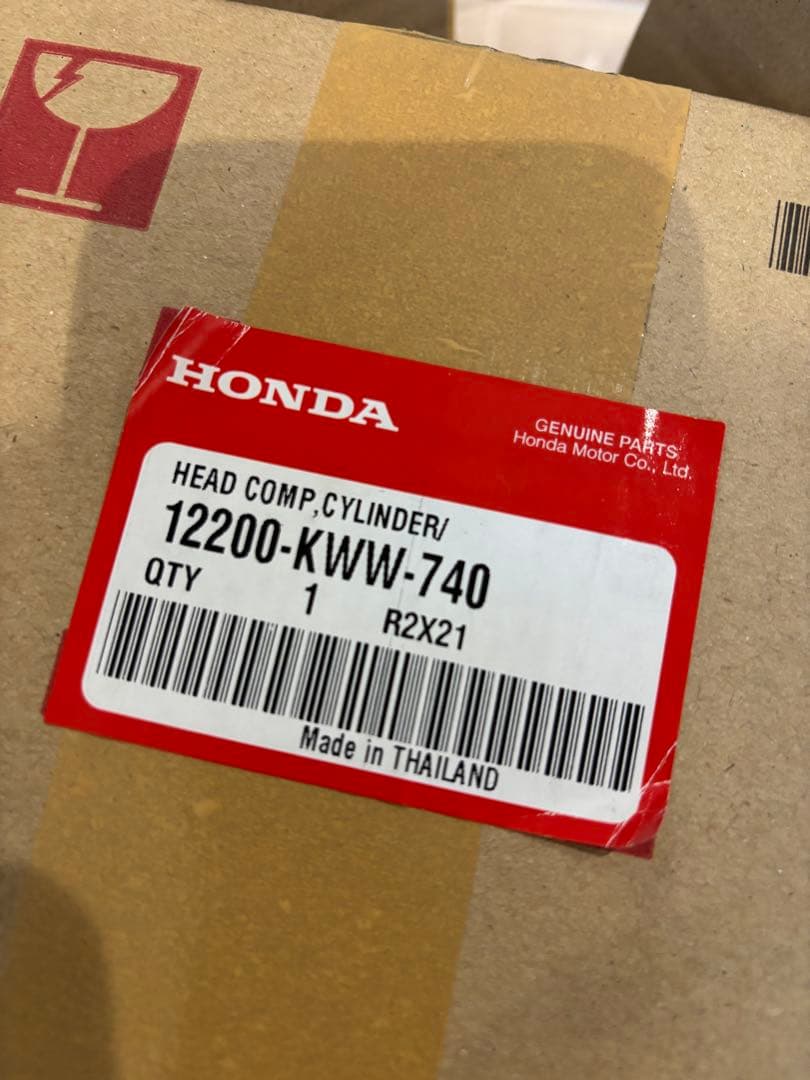 HONDA
GENUINE PARTS
Honda Motor Co., Ltd.
HEAD COMP,CYLINDER/
12200-KWW-740
QTY 1 R2X21
Made in THAILAND